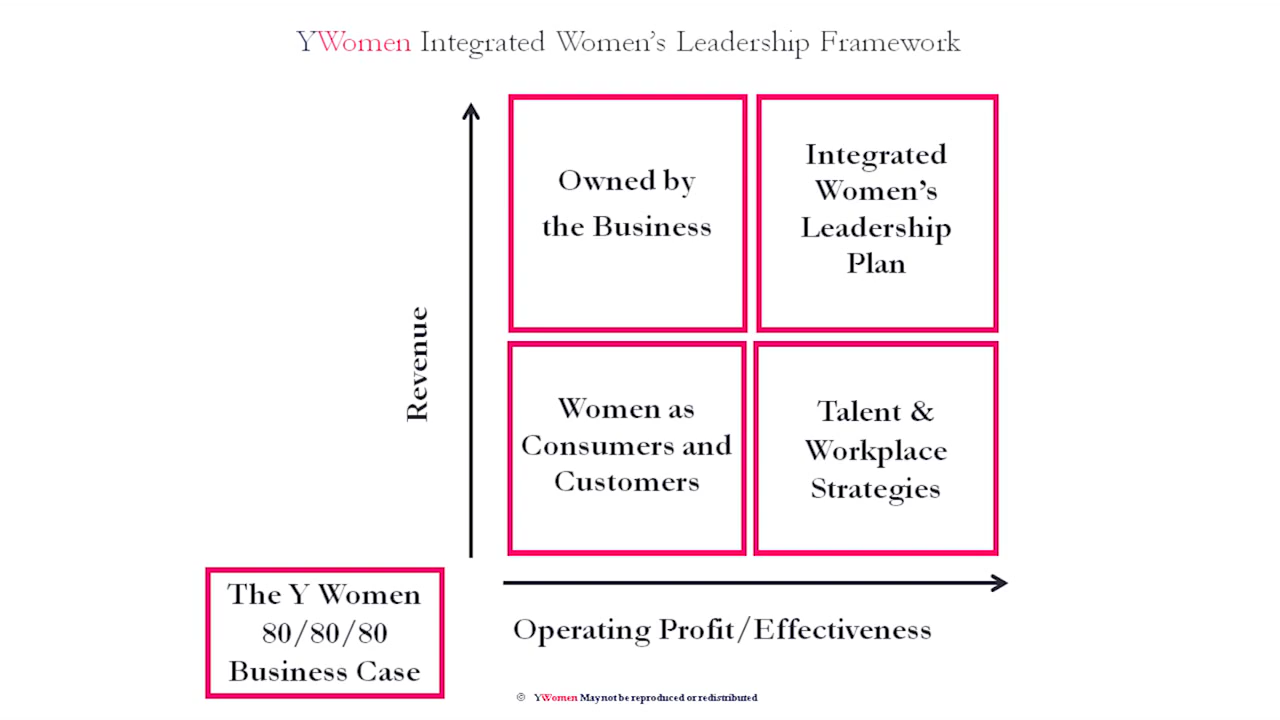 YWomen Integrated Women's Leadership Framework
Owned by
the Business
Integrated
Women's
Leadership
Plan
Revenue
Women as
Consumers and
Customers
Talent &
Workplace
Strategies
The Y Women
80/80/80
Business Case
Operating Profit/Effectiveness
© YWomen May not be reproduced or redistributed